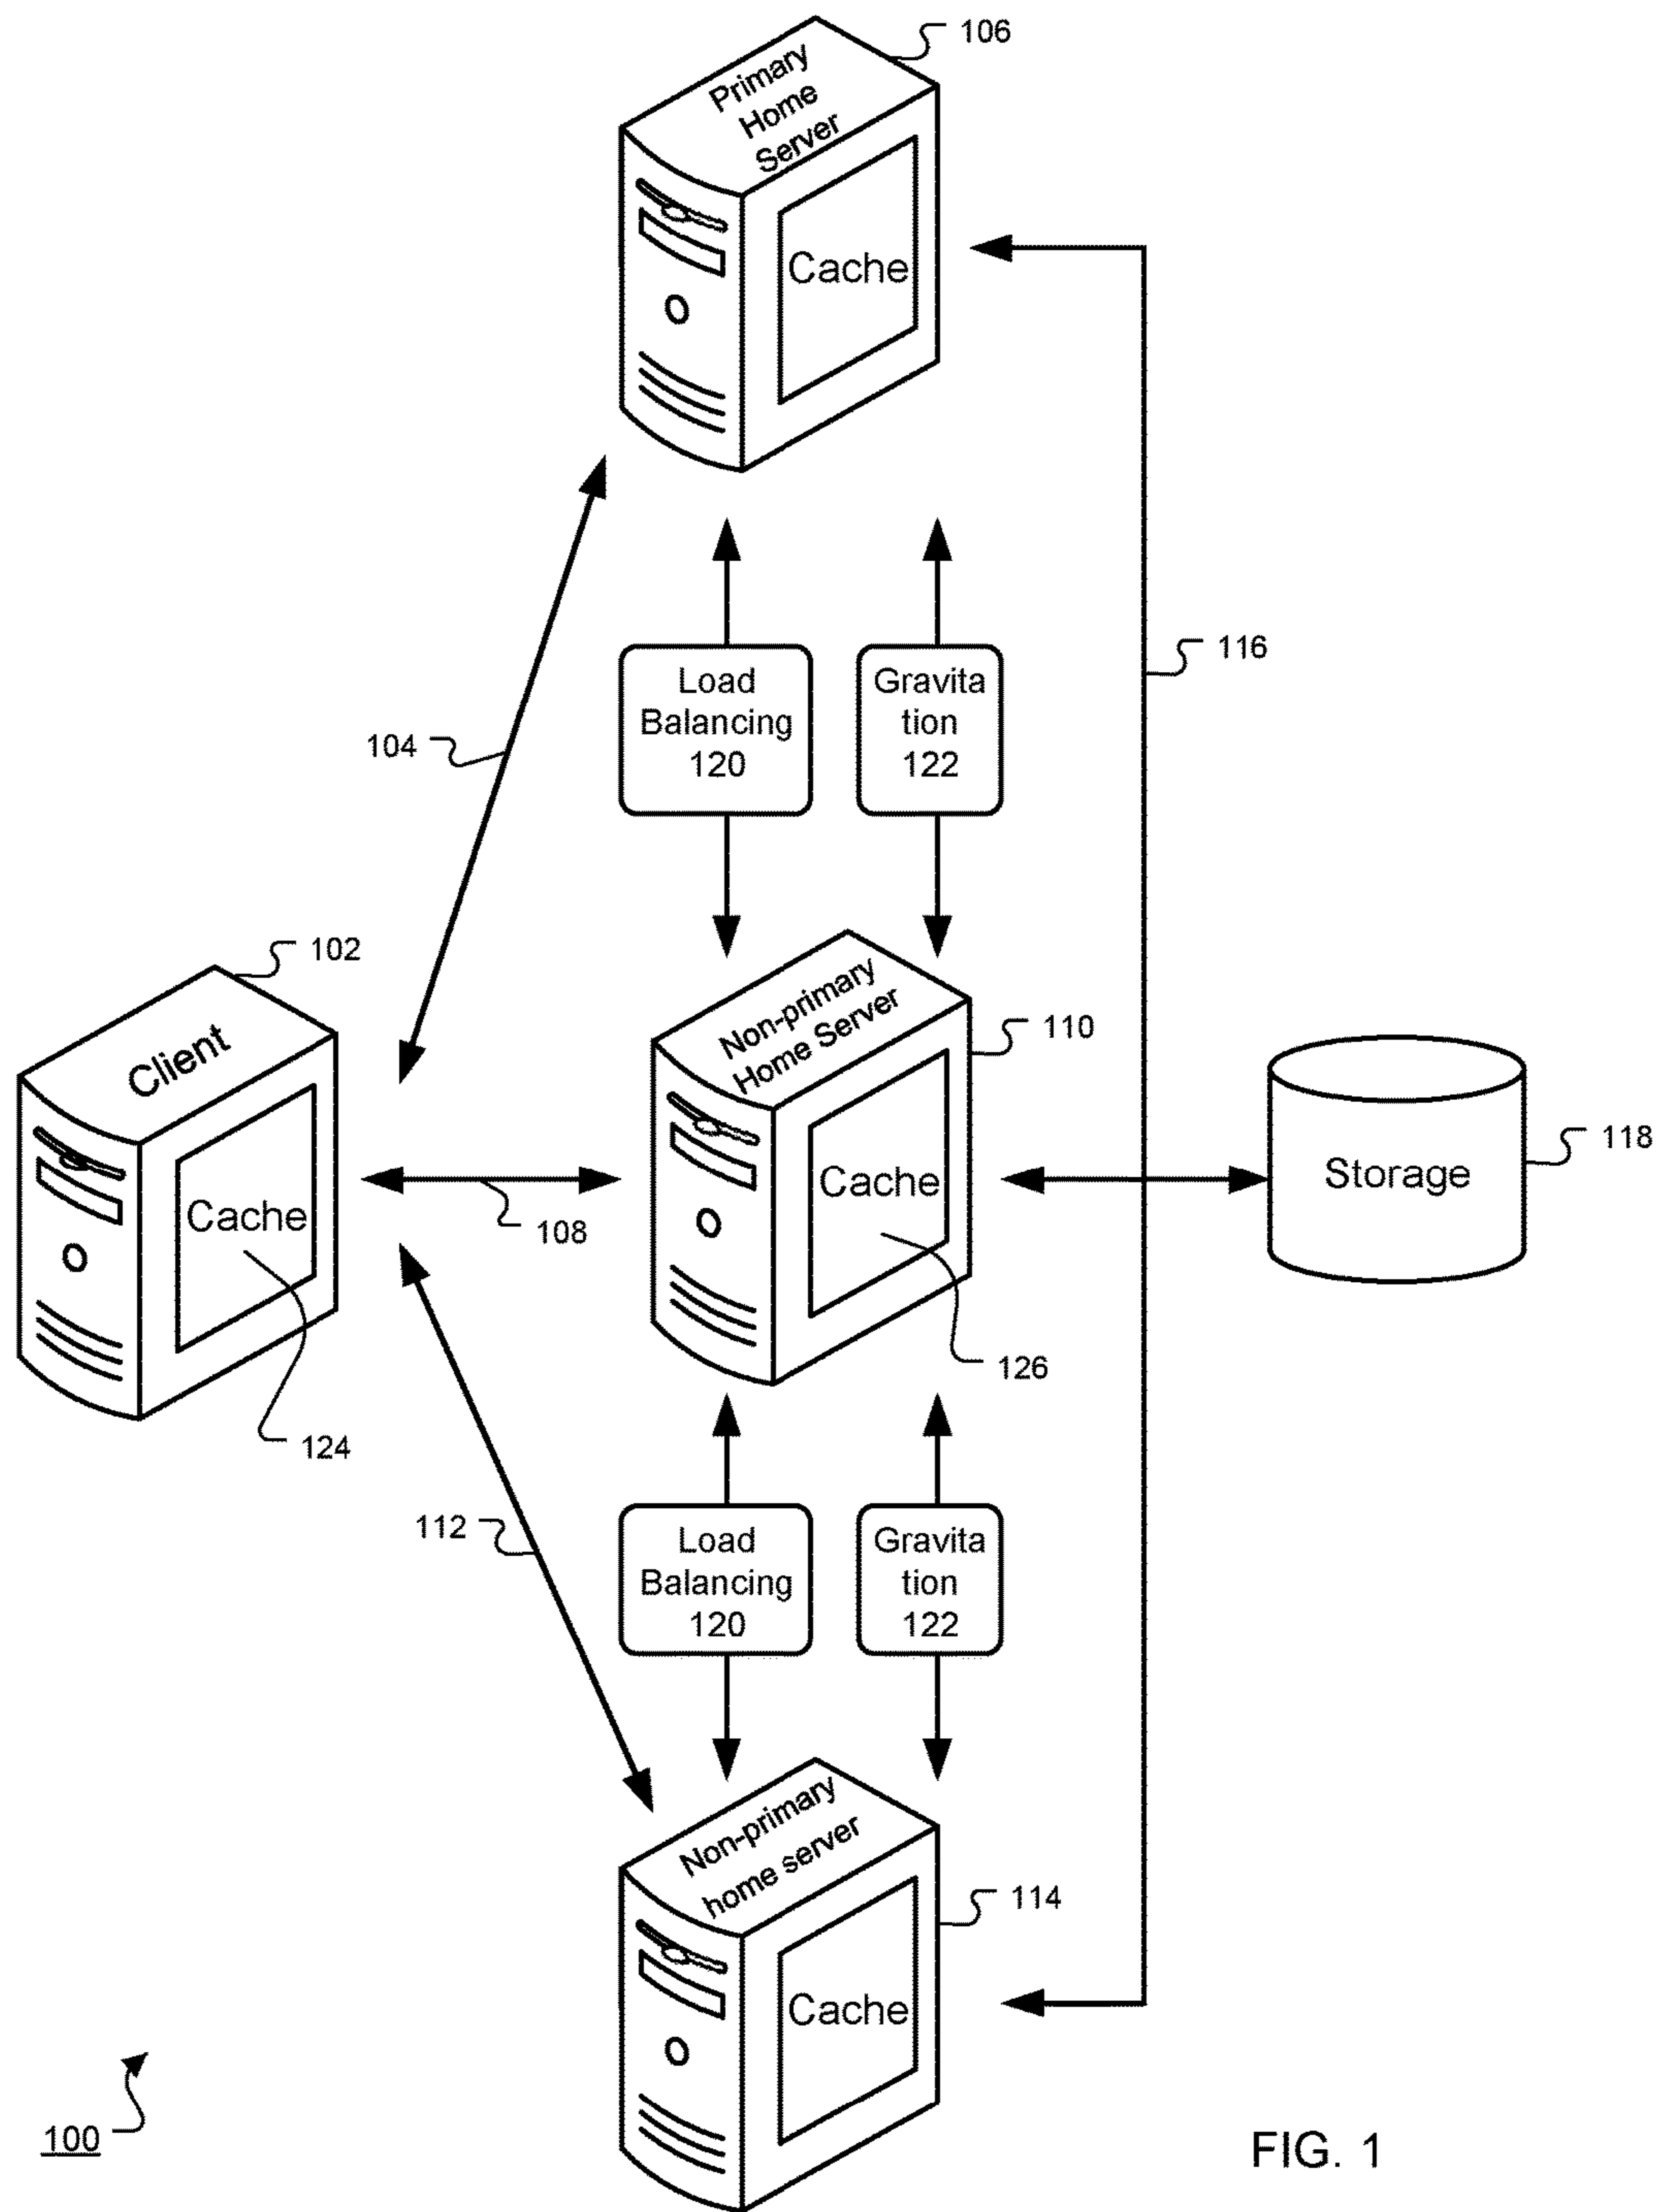 106
Primary
Home
Server
Cache
116
Load
Balancing
120
Gravita
tion
122
104
102
Client
Cache
124
108
Non-primary
Home Server
110
Cache
126
118
Storage
112
Load
Balancing
120
Gravita
tion
122
Non-primary
home server
114
Cache
100
FIG. 1